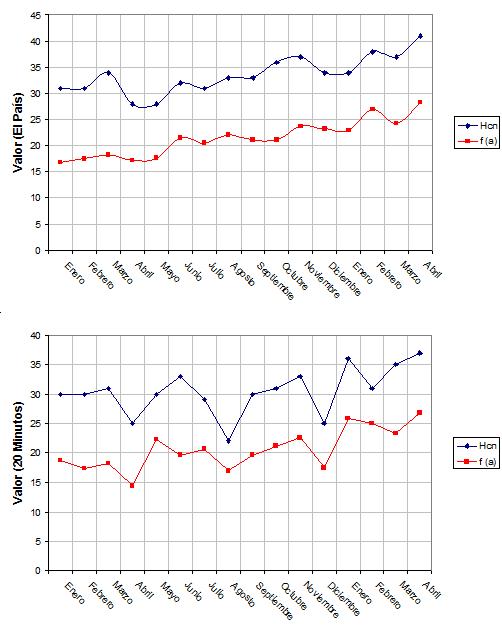 45
40
35
30
25
20
15
10
5
0
Valor (El País)
Enero
Febrero
Marzo
Abril
Mayo
Junio
Julio
Agosto
Septiembre
Octubre
Noviembre
Diciembre
Enero
Febrero
Marzo
Abril
Hcn
f (a)
40
35
30
25
20
15
10
5
0
Valor (20 Minutos)
Enero
Febrero
Marzo
Abril
Mayo
Junio
Julio
Agosto
Septiembre
Octubre
Noviembre
Diciembre
Enero
Febrero
Marzo
Abril
Hcn
f (a)